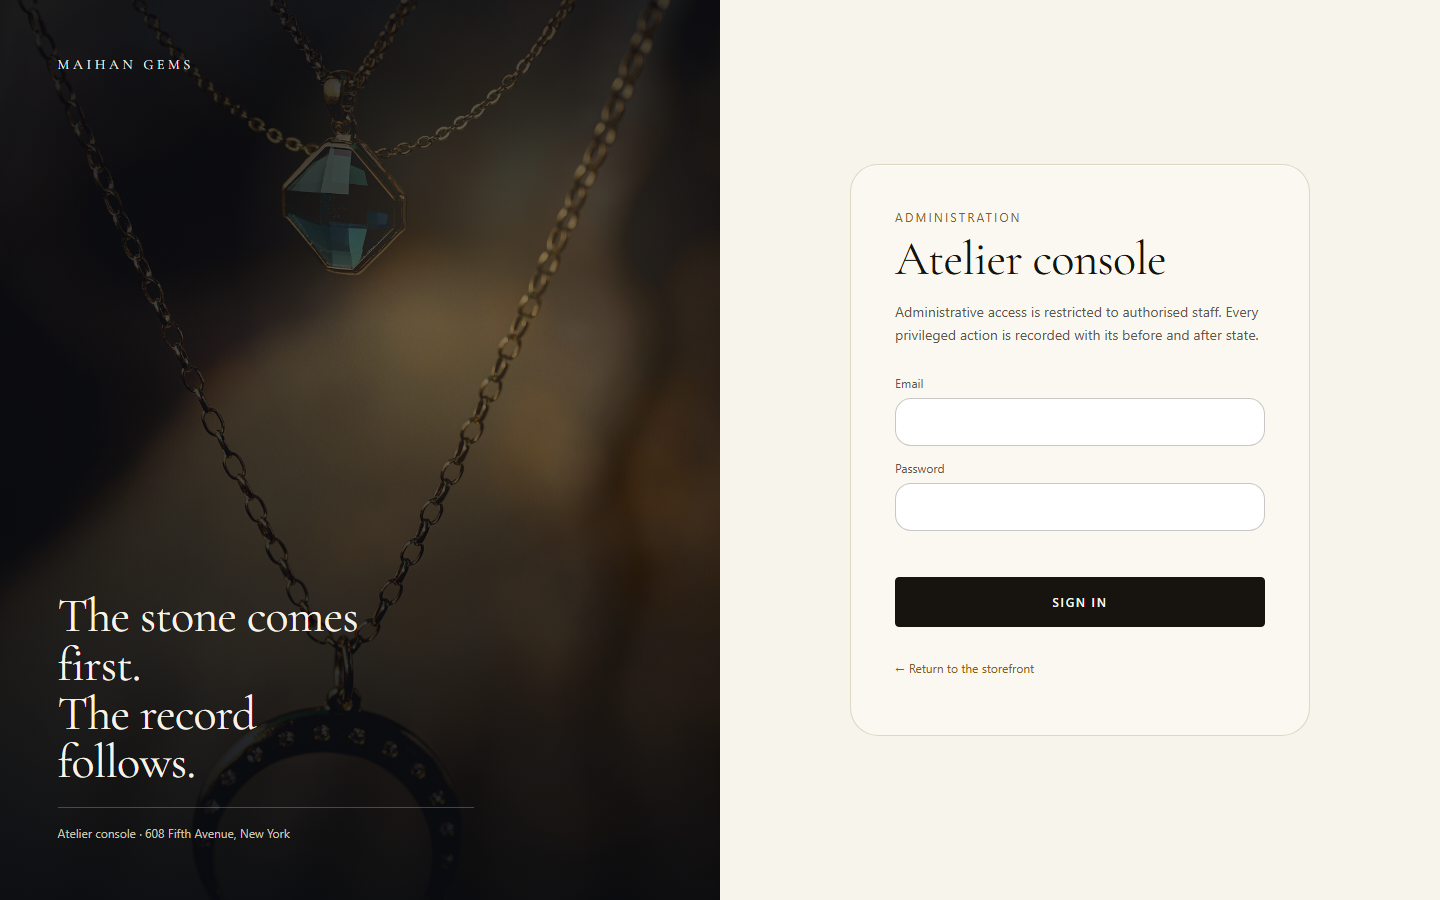 MAIHAN GEMS
The stone comes
first.
The record
follows.
Atelier console · 608 Fifth Avenue, New York
ADMINISTRATION
Atelier console
Administrative access is restricted to authorised staff. Every
privileged action is recorded with its before and after state.
Email
Password
SIGN IN
← Return to the storefront